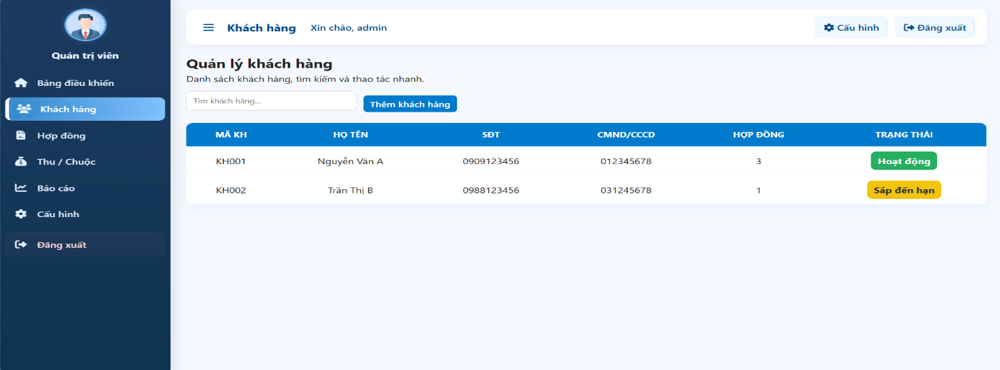 Quản trị viên
Bảng điều khiển
Khách hàng
Hợp đồng
Thu / Chuộc
Báo cáo
Cấu hình
Đăng xuất
Khách hàng Xin chào, admin Cấu hình Đăng xuất
Quản lý khách hàng
Danh sách khách hàng, tìm kiếm và thao tác nhanh.
Tìm khách hàng... Thêm khách hàng
MÃ KH HỌ TÊN SĐT CMND/CCCD HỢP ĐỒNG TRẠNG THÁI
KH001 Nguyễn Văn A 0909123456 012345678 3 Hoạt động
KH002 Trần Thị B 0988123456 031245678 1 Sắp đến hạn